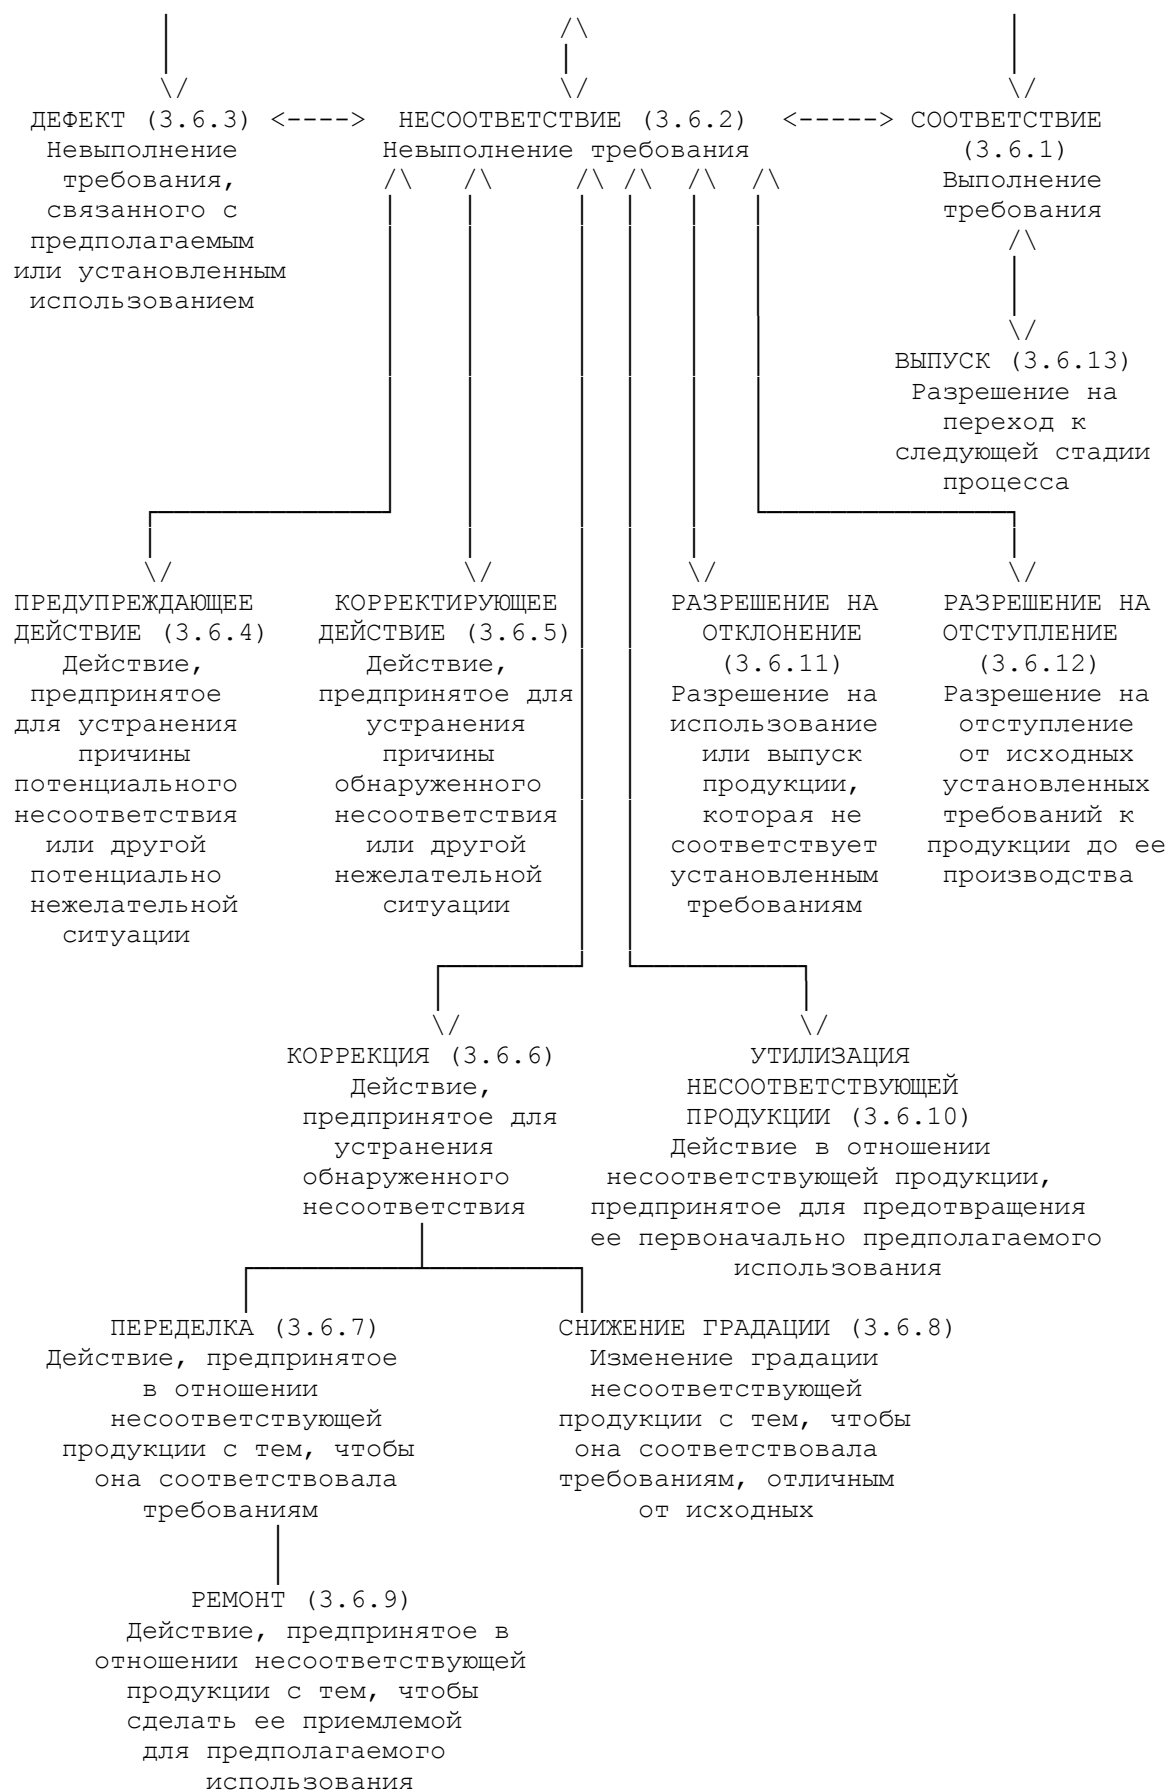 ДЕФЕКТ (3.6.3) <----> НЕСООТВЕТСТВИЕ (3.6.2) <-----> СООТВЕТСТВИЕ
Невыполнение Невыполнение требования (3.6.1)
требования, Выполнение
связанного с требования
предполагаемым
или установленным
использованием
ВЫПУСК (3.6.13)
Разрешение на
переход к
следующей стадии
процесса
ПРЕДУПРЕЖДАЮЩЕЕ КОРРЕКТИРУЮЩЕЕ РАЗРЕШЕНИЕ НА РАЗРЕШЕНИЕ НА
ДЕЙСТВИЕ (3.6.4) ДЕЙСТВИЕ (3.6.5) ОТКЛОНЕНИЕ ОТСТУПЛЕНИЕ
Действие, Действие, (3.6.11) (3.6.12)
предпринятое предпринятое для Разрешение на Разрешение на
для устранения устранения использование отступление
причины причины или выпуск от исходных
потенциального обнаруженного продукции, установленных
несоответствия несоответствия которая не требований к
или другой или другой соответствует продукции до ее
потенциально нежелательной установленным производства
нежелательной ситуации требованиям
ситуации
КОРРЕКЦИЯ (3.6.6) УТИЛИЗАЦИЯ
Действие, НЕСООТВЕТСТВУЮЩЕЙ
предпринятое для ПРОДУКЦИИ (3.6.10)
устранения Действие в отношении
обнаруженного несоответствующей продукции,
несоответствия предпринятое для предотвращения
ее первоначально предполагаемого
использования
ПЕРЕДЕЛКА (3.6.7) СНИЖЕНИЕ ГРАДАЦИИ (3.6.8)
Действие, предпринятое Изменение градации
в отношении несоответствующей
несоответствующей продукции с тем, чтобы
продукции с тем, чтобы она соответствовала
она соответствовала требованиям, отличным
требованиям от исходных
РЕМОНТ (3.6.9)
Действие, предпринятое в
отношении несоответствующей
продукции с тем, чтобы
сделать ее приемлемой
для предполагаемого
использования